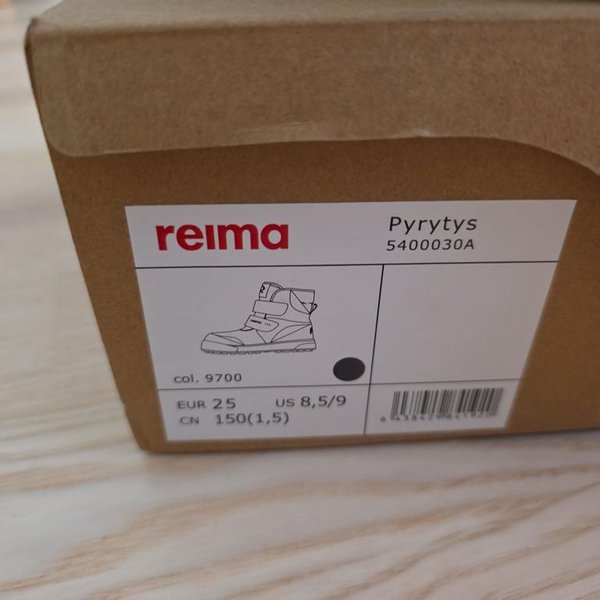 reima
Pyrytys
5400030A
col. 9700
EUR 25 US 8,5/9
CN 150(1,5)